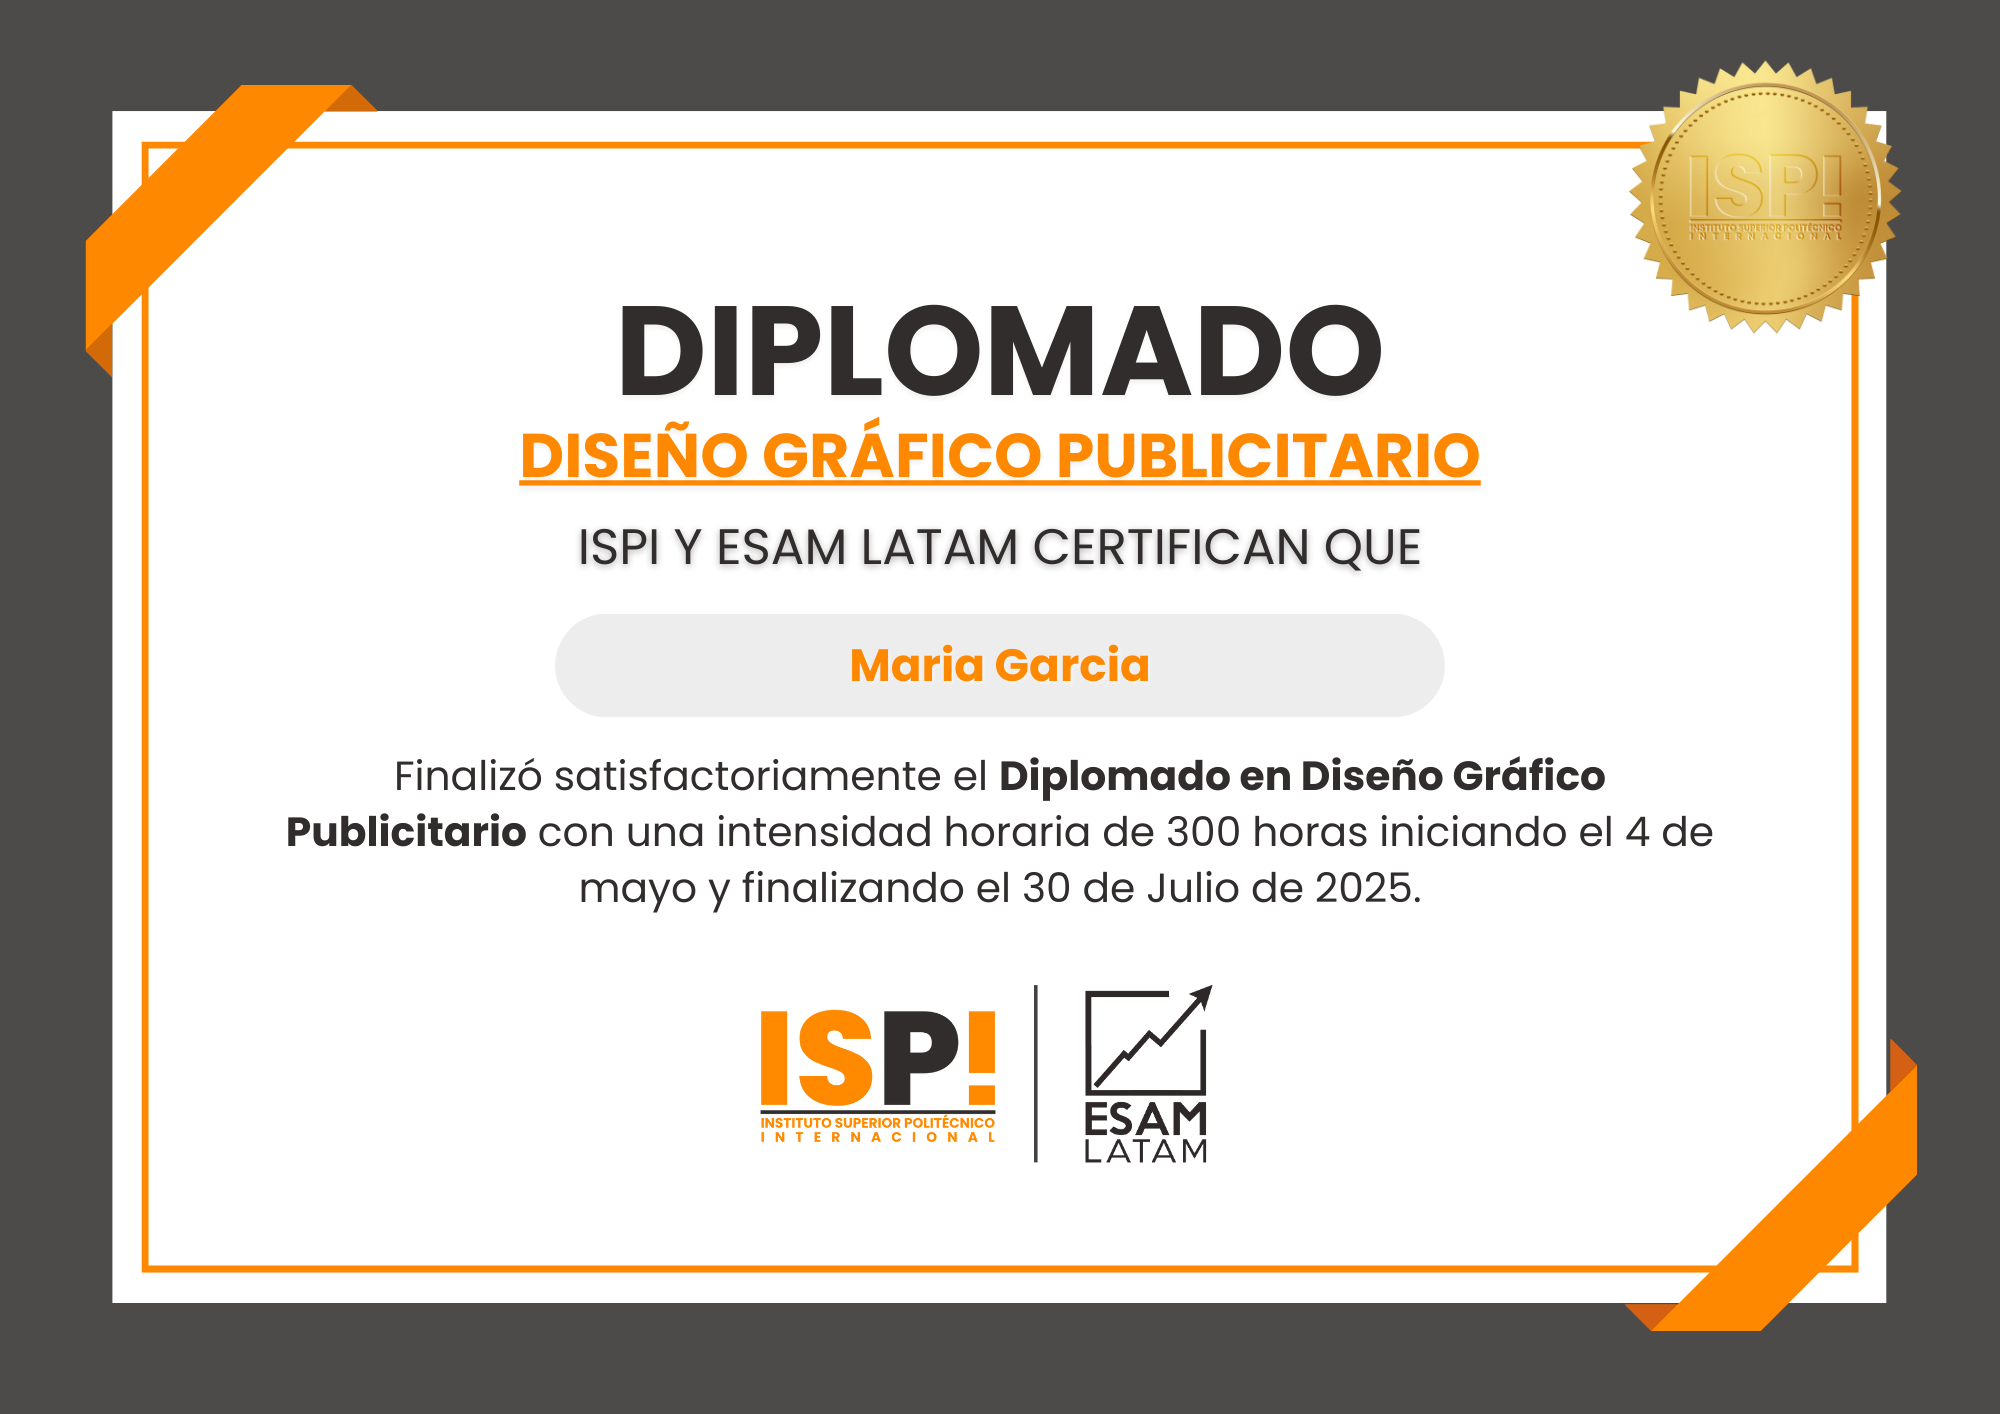 ISP!
INSTITUTO SUPERIOR POLITÉCNICO
INTERNACIONAL
DIPLOMADO
DISEÑO GRÁFICO PUBLICITARIO
ISPI Y ESAM LATAM CERTIFICAN QUE
Maria Garcia
Finalizó satisfactoriamente el Diplomado en Diseño Gráfico
Publicitario con una intensidad horaria de 300 horas iniciando el 4 de
mayo y finalizando el 30 de Julio de 2025.
ISP!
INSTITUTO SUPERIOR POLITÉCNICO
INTERNACIONAL
ESAM
LATAM